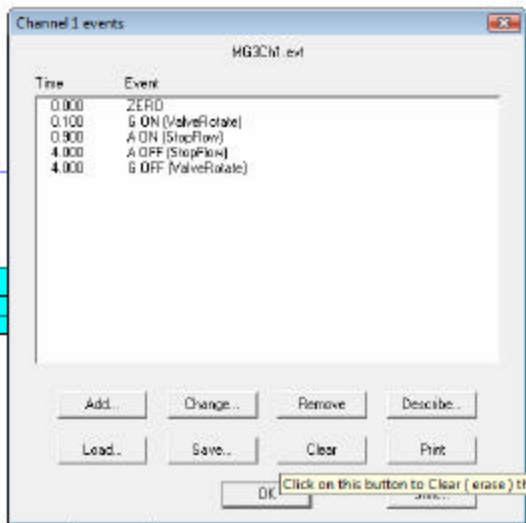 Channel 1 events
MG3Ch1.evt
Time Event
0.000 ZERO
0.100 G ON (ValveRotate)
0.900 A ON (StopFlow)
4.000 A OFF (StopFlow)
4.000 G OFF (ValveRotate)
Add... Change... Remove Describe...
Load... Save... Clear Print
Click on this button to Clear ( erase ) th
OK